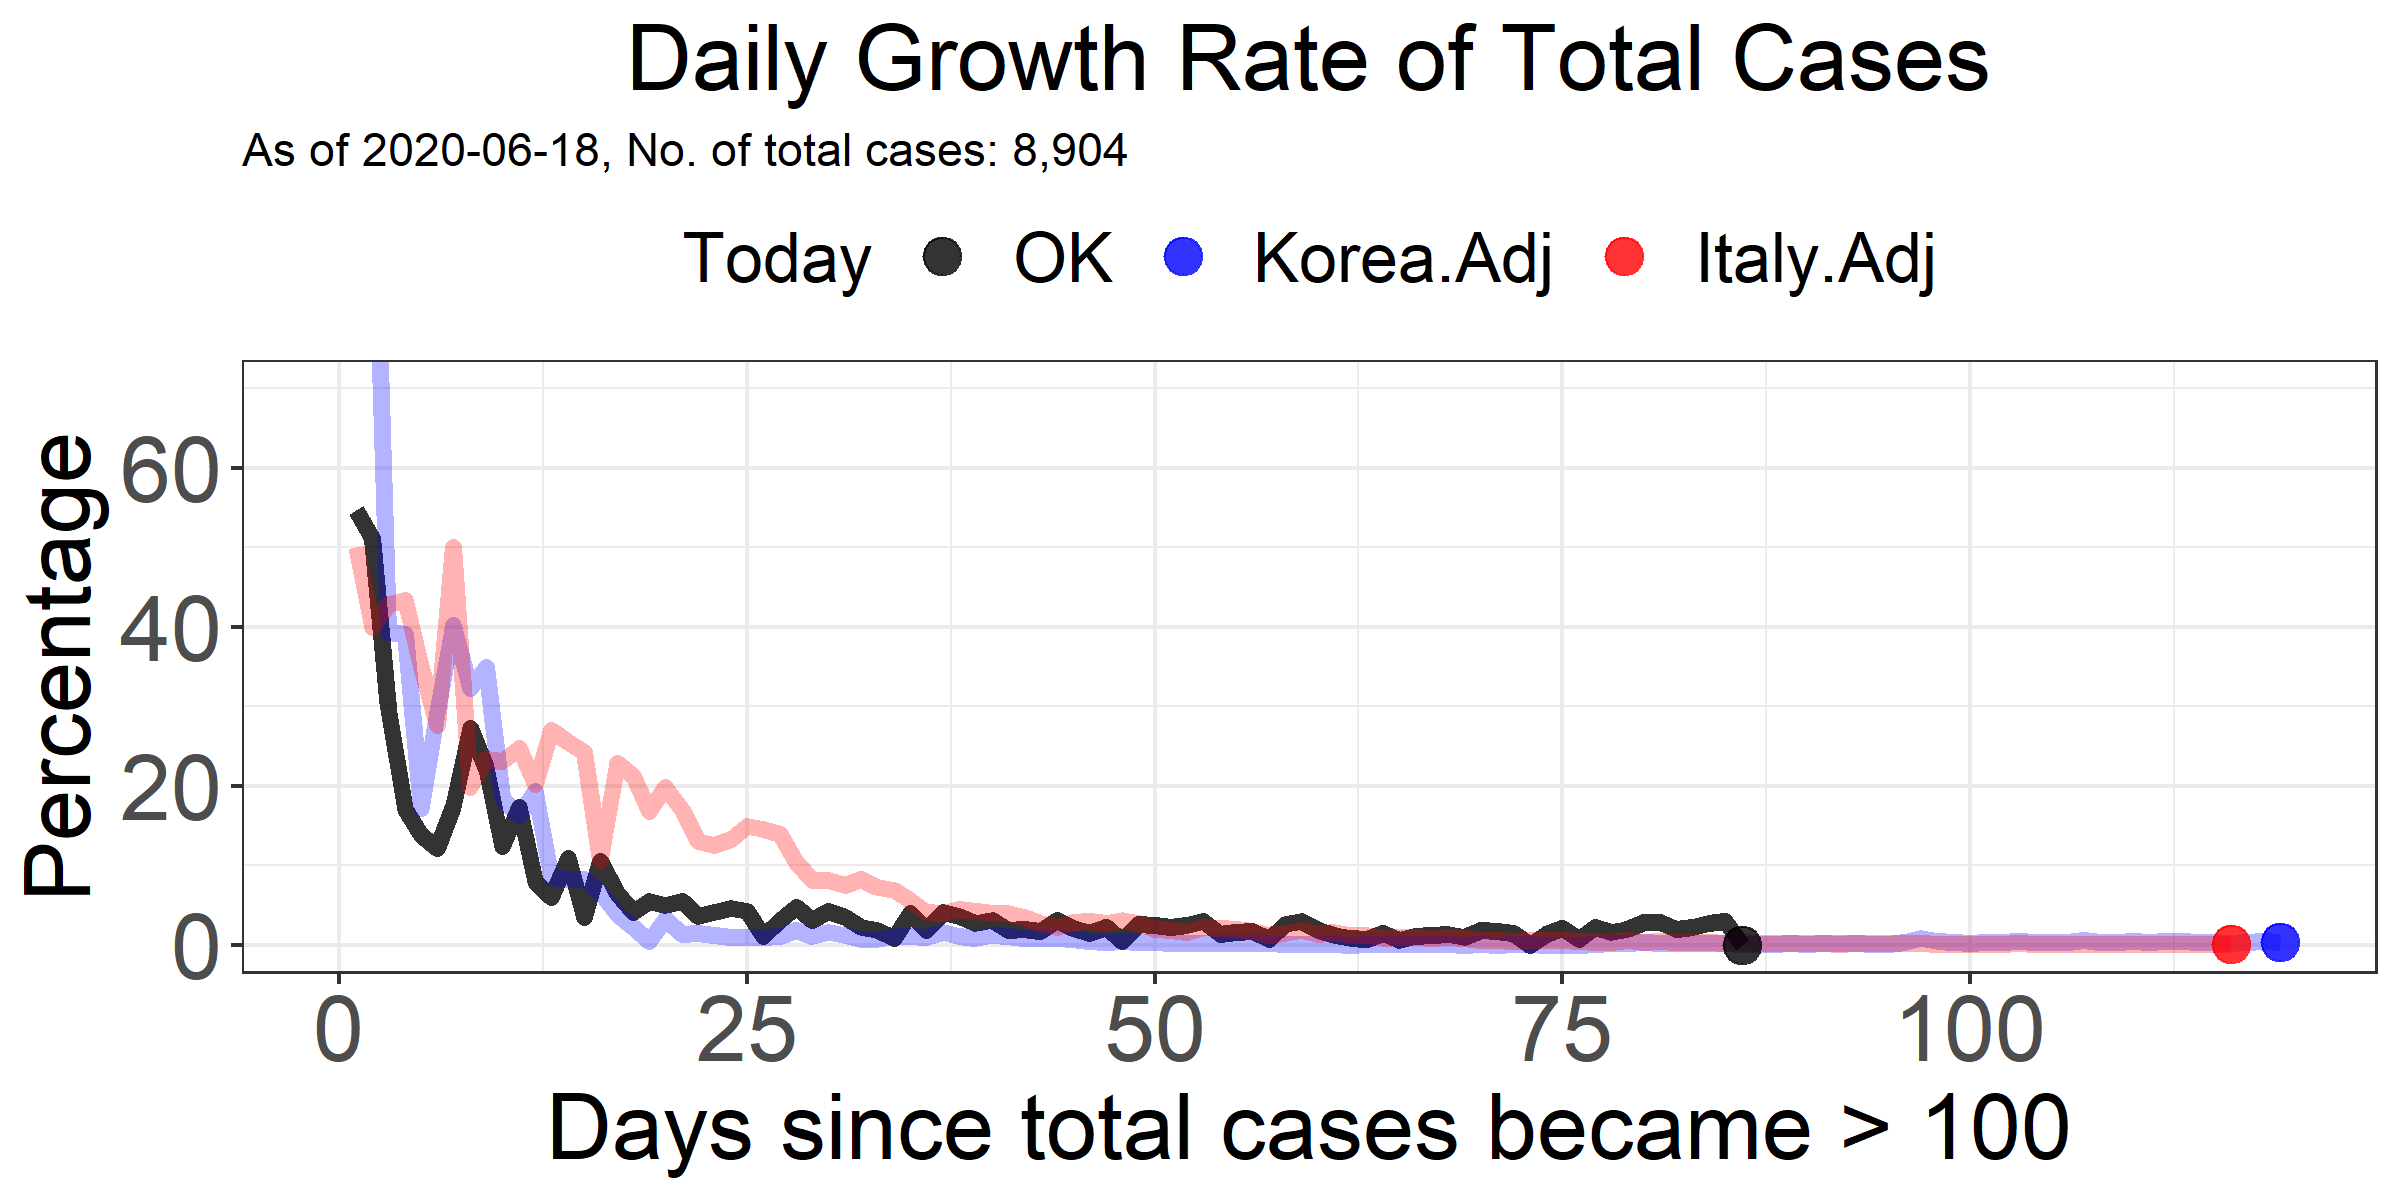 Daily Growth Rate of Total Cases
As of 2020-06-18, No. of total cases: 8,904
Today OK Korea.Adj Italy.Adj
Percentage
60
40
20
0
0 25 50 75 100
Days since total cases became > 100